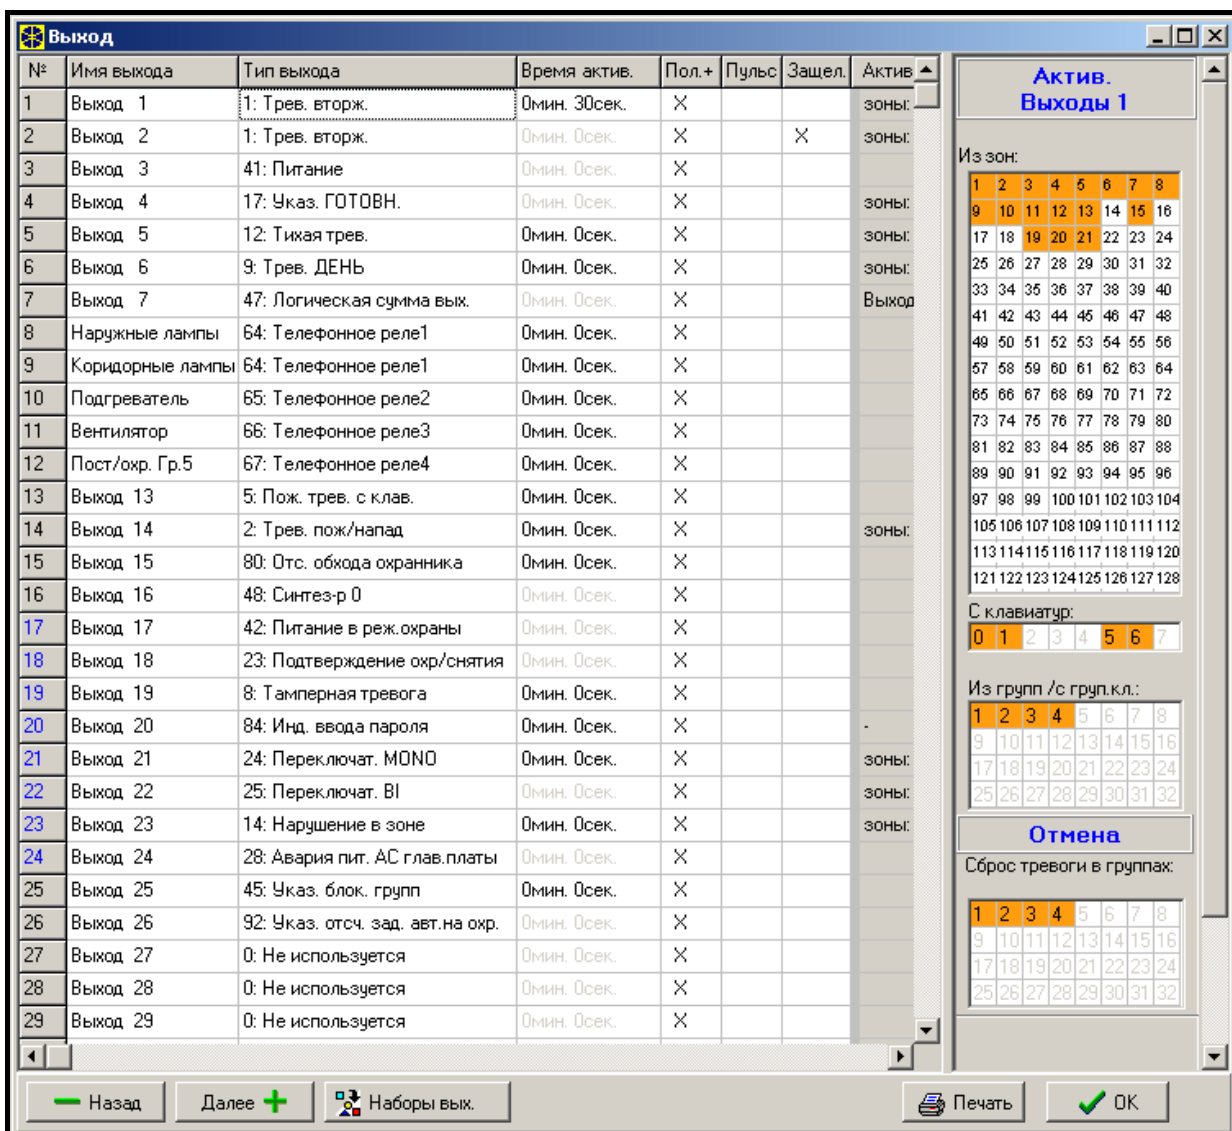 Выход
№ Имя выхода Тип выхода Время актив. Пол.+ Пульс Защел. Актив
1 Выход 1 1: Трев. вторж. 0мин. 30сек. X зоны:
2 Выход 2 1: Трев. вторж. 0мин. 0сек. X X зоны:
3 Выход 3 41: Питание 0мин. 0сек. X
4 Выход 4 17: Указ. ГОТОВН. 0мин. 0сек. X зоны:
5 Выход 5 12: Тихая трев. 0мин. 0сек. X зоны:
6 Выход 6 9: Трев. ДЕНЬ 0мин. 0сек. X зоны:
7 Выход 7 47: Логическая сумма вых. 0мин. 0сек. X Выход
8 Наружные лампы 64: Телефонное реле1 0мин. 0сек. X
9 Коридорные лампы 64: Телефонное реле1 0мин. 0сек. X
10 Подгреватель 65: Телефонное реле2 0мин. 0сек. X
11 Вентилятор 66: Телефонное реле3 0мин. 0сек. X
12 Пост/охр. Гр.5 67: Телефонное реле4 0мин. 0сек. X
13 Выход 13 5: Пож. трев. с клав. 0мин. 0сек. X
14 Выход 14 2: Трев. пож/напад 0мин. 0сек. X зоны:
15 Выход 15 80: Отс. обхода охранника 0мин. 0сек. X
16 Выход 16 48: Синтез-р 0 0мин. 0сек. X
17 Выход 17 42: Питание в реж.охраны 0мин. 0сек. X
18 Выход 18 23: Подтверждение охр/снятия 0мин. 0сек. X
19 Выход 19 8: Тамперная тревога 0мин. 0сек. X
20 Выход 20 84: Инд. ввода пароля 0мин. 0сек. X -
21 Выход 21 24: Переключат. MONO 0мин. 0сек. X зоны:
22 Выход 22 25: Переключат. BI 0мин. 0сек. X зоны:
23 Выход 23 14: Нарушение в зоне 0мин. 0сек. X зоны:
24 Выход 24 28: Авария пит. АС глав.платы 0мин. 0сек. X
25 Выход 25 45: Указ. блок. групп 0мин. 0сек. X
26 Выход 26 92: Указ. отсч. зад. авт.на охр. 0мин. 0сек. X
27 Выход 27 0: Не используется 0мин. 0сек. X
28 Выход 28 0: Не используется 0мин. 0сек. X
29 Выход 29 0: Не используется 0мин. 0сек. X
Актив.
Выходы 1
Из зон:
1 2 3 4 5 6 7 8
9 10 11 12 13 14 15 16
17 18 19 20 21 22 23 24
25 26 27 28 29 30 31 32
33 34 35 36 37 38 39 40
41 42 43 44 45 46 47 48
49 50 51 52 53 54 55 56
57 58 59 60 61 62 63 64
65 66 67 68 69 70 71 72
73 74 75 76 77 78 79 80
81 82 83 84 85 86 87 88
89 90 91 92 93 94 95 96
97 98 99 100 101 102 103 104
105 106 107 108 109 110 111 112
113 114 115 116 117 118 119 120
121 122 123 124 125 126 127 128
С клавиатур:
0 1 2 3 4 5 6 7
Из групп /с груп.кл.:
1 2 3 4 5 6 7 8
9 10 11 12 13 14 15 16
17 18 19 20 21 22 23 24
25 26 27 28 29 30 31 32
Отмена
Сброс тревоги в группах:
1 2 3 4 5 6 7 8
9 10 11 12 13 14 15 16
17 18 19 20 21 22 23 24
25 26 27 28 29 30 31 32
Назад Далее Наборы вых. Печать OK